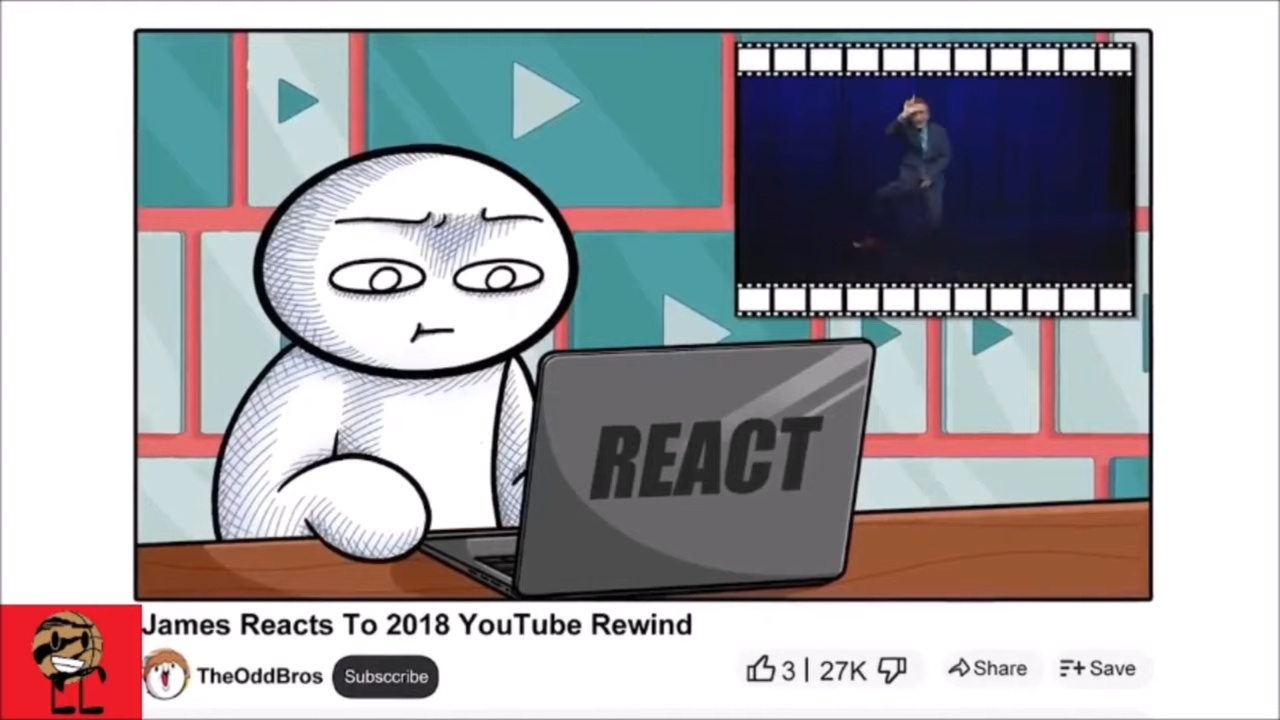 REACT
James Reacts To 2018 YouTube Rewind
TheOddBros
Subsccribe
3 | 27K
Share
Save